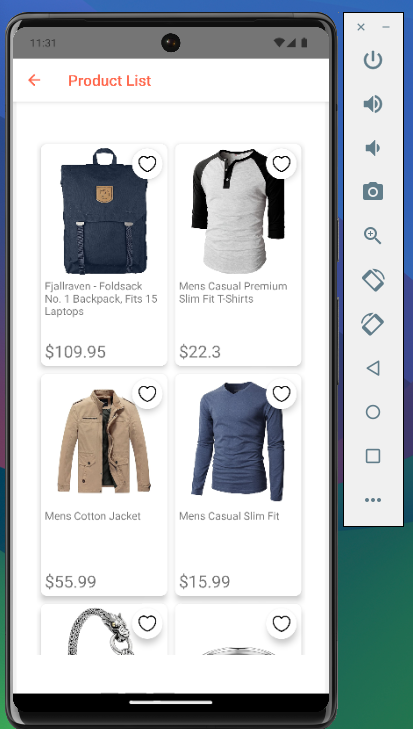 11:31
Product List
Fjallraven - Foldsack
No. 1 Backpack, Fits 15
Laptops
$109.95
Mens Casual Premium
Slim Fit T-Shirts
$22.3
Mens Cotton Jacket
$55.99
Mens Casual Slim Fit
$15.99